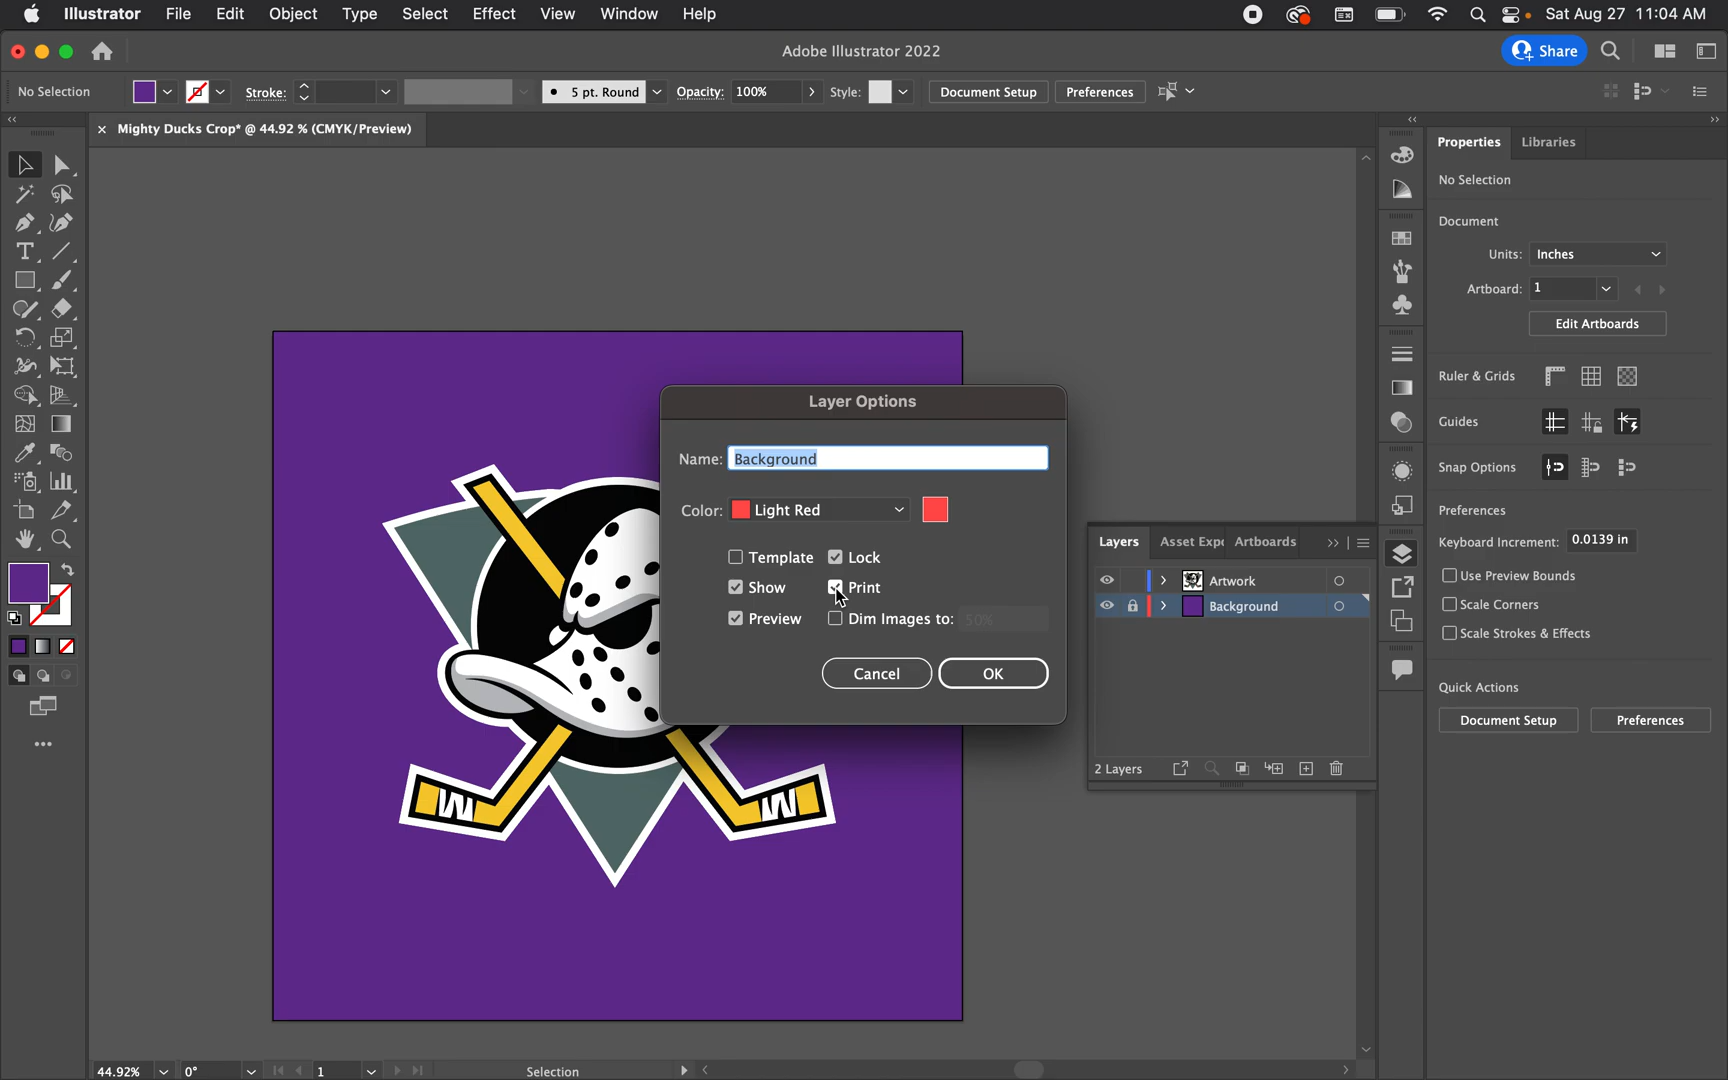 Illustrator File Edit Object Type Select Effect View Window Help Sat Aug 27 11:04 AM
Adobe Illustrator 2022 Share
No Selection Stroke: 5 pt. Round Opacity: 100% Style: Document Setup Preferences
Mighty Ducks Crop* @ 44.92 % (CMYK/Preview)
Properties Libraries
No Selection
Document
Units: Inches
Artboard: 1
Edit Artboards
Ruler & Grids
Guides
Snap Options
Preferences
Keyboard Increment: 0.0139 in
Use Preview Bounds
Scale Corners
Scale Strokes & Effects
Quick Actions
Document Setup Preferences
Layer Options
Name: Background
Color: Light Red
Template Lock
Show Print
Preview Dim Images to: 50%
Cancel OK
Layers Asset Expo Artboards
Artwork
Background
2 Layers
44.92% 0° 1 Selection